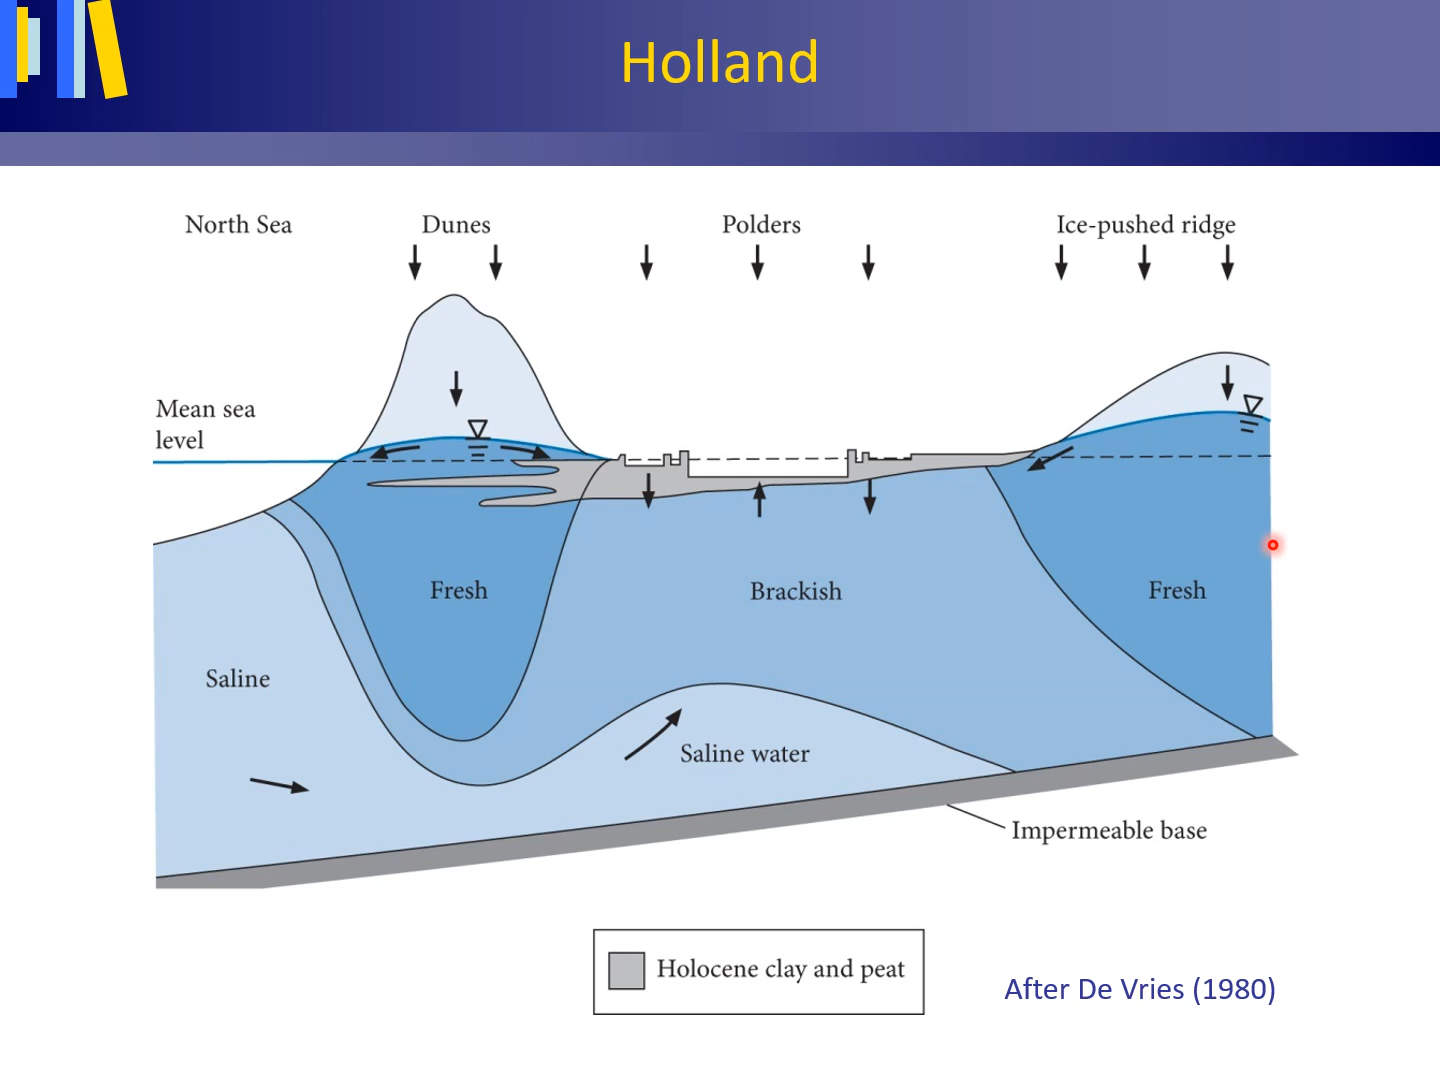 Holland
North Sea
Dunes
Polders
Ice-pushed ridge
Mean sea
level
Fresh
Brackish
Fresh
Saline
Saline water
Impermeable base
Holocene clay and peat
After De Vries (1980)